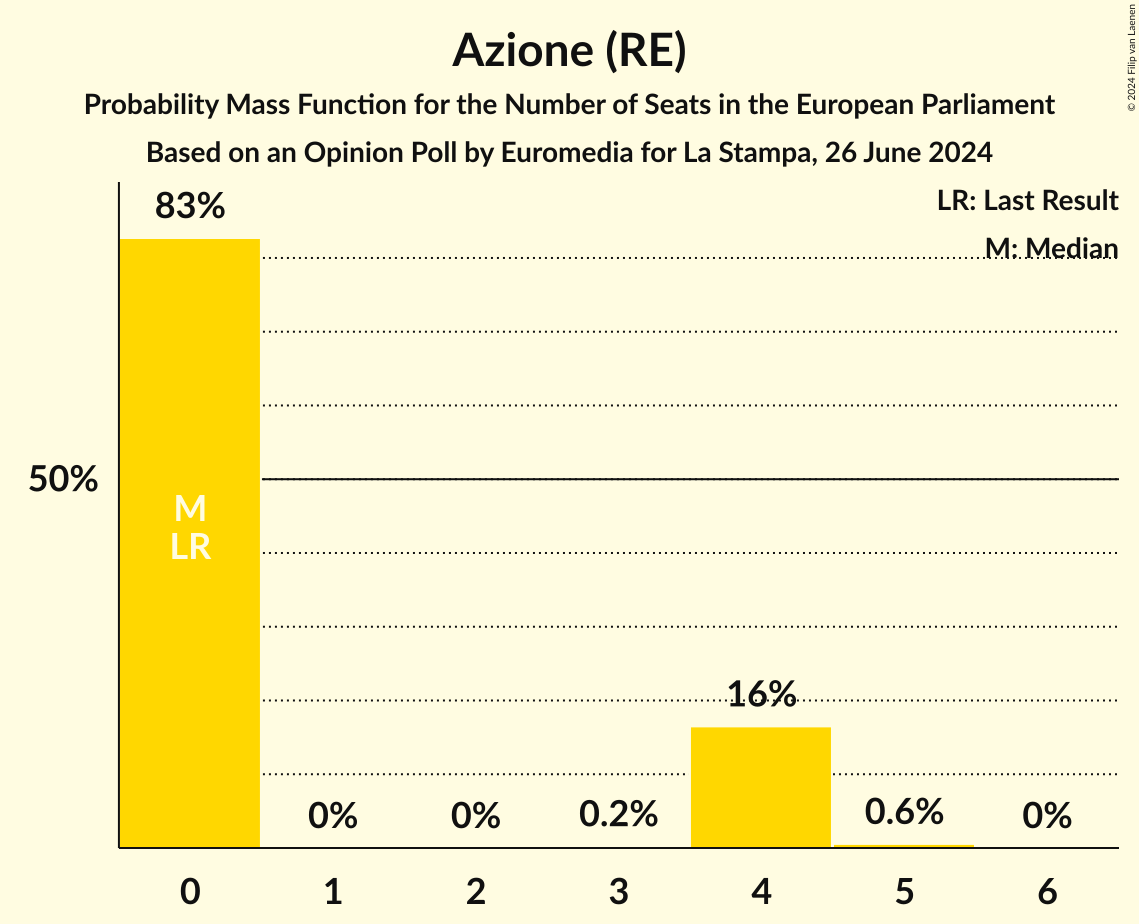 Azione (RE)
Probability Mass Function for the Number of Seats in the European Parliament
Based on an Opinion Poll by Euromedia for La Stampa, 26 June 2024
© 2024 Filip van Laenen
LR: Last Result
M: Median
83%
50%
M
LR
16%
0%
0%
0.2%
0.6%
0%
0
1
2
3
4
5
6